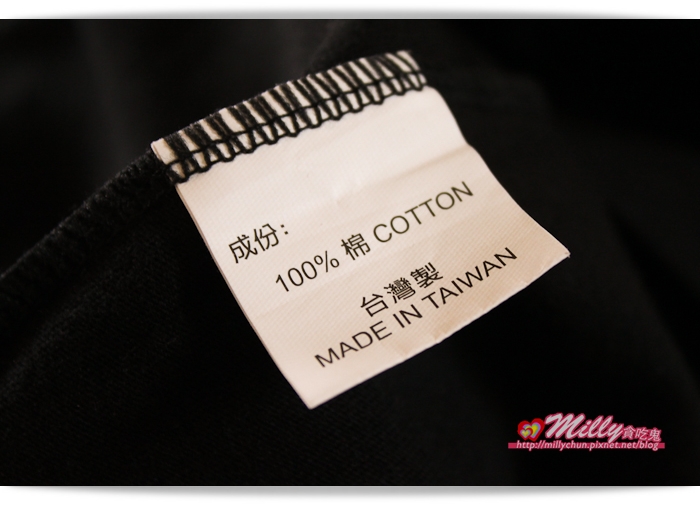 成份:
100% 棉 COTTON
台灣製
MADE IN TAIWAN
Milly貪吃鬼
http://millychun.pixnet.net/blog